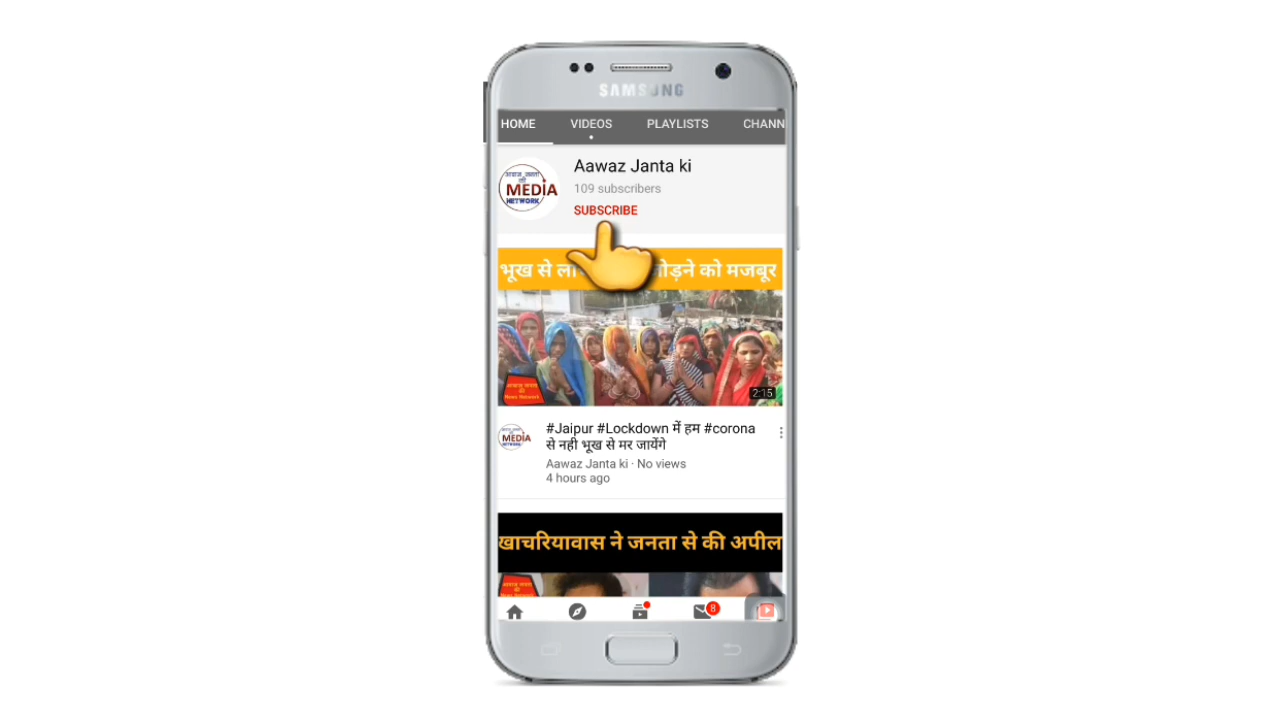 SAMSUNG
HOME VIDEOS PLAYLISTS CHANN
Aawaz Janta ki
109 subscribers
SUBSCRIBE
MEDIA
NETWORK
भूख से ोड़ने को मजबूर
2:15
#Jaipur #Lockdown में हम #corona
से नही भूख से मर जायेंगे
MEDIA
Aawaz Janta ki · No views
4 hours ago
खाचरियावास ने जनता से की अपील
8